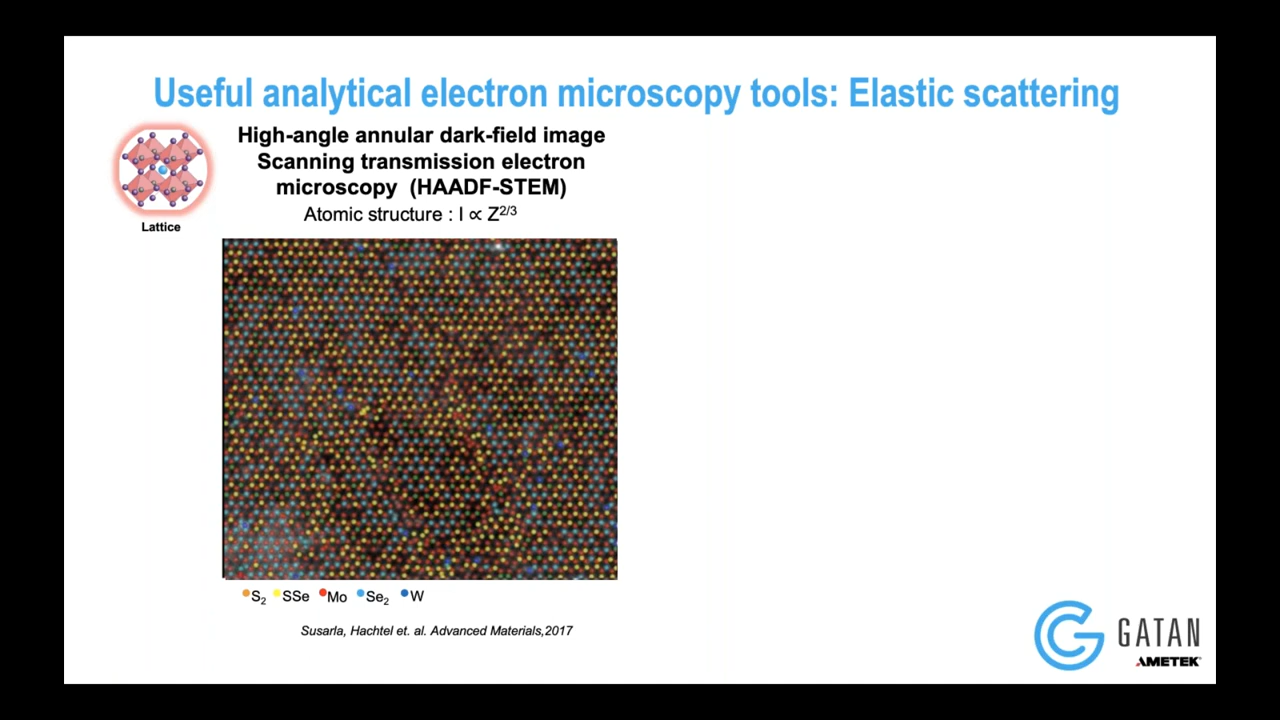 Useful analytical electron microscopy tools: Elastic scattering
High-angle annular dark-field image
Scanning transmission electron
microscopy (HAADF-STEM)
Atomic structure : I ∝ Z2/3
Lattice
S2 SSe Mo Se2 W
Susarla, Hachtel et. al. Advanced Materials,2017
GATAN
AMETEK